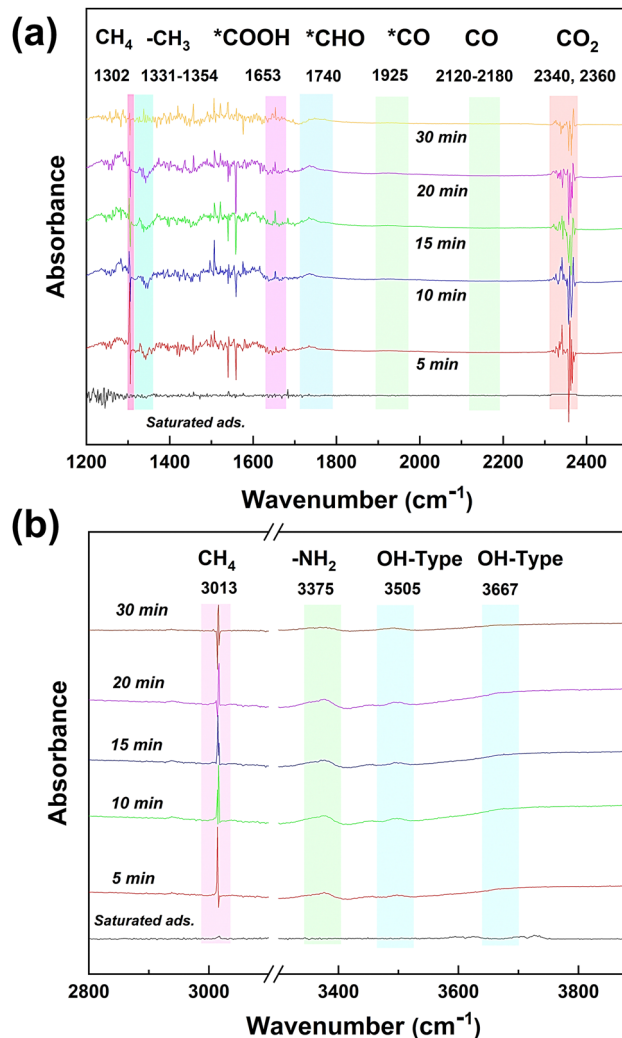 (a)
CH₄ -CH₃ *COOH *CHO *CO CO CO₂
1302 1331-1354 1653 1740 1925 2120-2180 2340, 2360
30 min
20 min
15 min
10 min
5 min
Saturated ads.
Absorbance
1200 1400 1600 1800 2000 2200 2400
Wavenumber (cm⁻¹)
(b)
CH₄ -NH₂ OH-Type OH-Type
3013 3375 3505 3667
30 min
20 min
15 min
10 min
5 min
Saturated ads.
Absorbance
2800 3000 3400 3600 3800
Wavenumber (cm⁻¹)